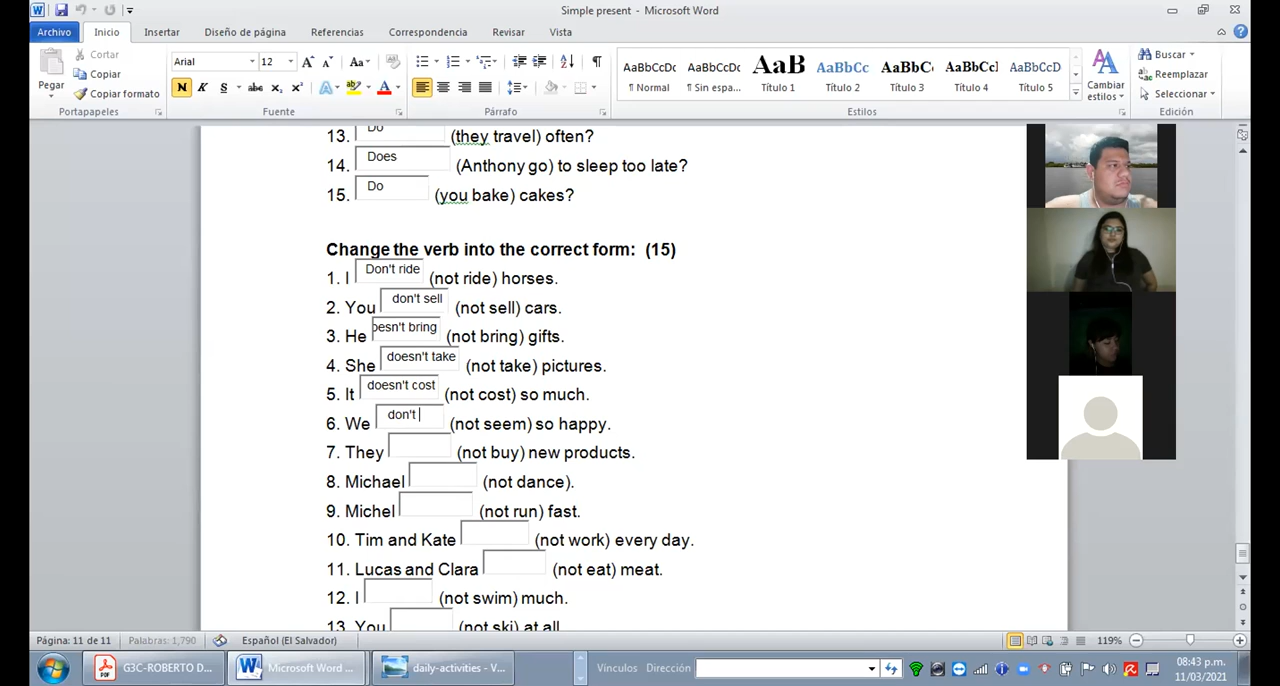 Simple present - Microsoft Word
Archivo Inicio Insertar Diseño de página Referencias Correspondencia Revisar Vista
Pegar
Cortar
Copiar
Copiar formato
Portapapeles
Arial 12
Fuente
Párrafo
AaBbCcDc AaBbCcDc AaB AaBbCc AaBbC AaBbCcI AaBbCcD
¶ Normal ¶ Sin espa... Título 1 Título 2 Título 3 Título 4 Título 5
Estilos
Cambiar estilos
Buscar
Reemplazar
Seleccionar
Edición
13. Do (they travel) often?
14. Does (Anthony go) to sleep too late?
15. Do (you bake) cakes?
Change the verb into the correct form: (15)
1. I Don't ride (not ride) horses.
2. You don't sell (not sell) cars.
3. He oesn't bring (not bring) gifts.
4. She doesn't take (not take) pictures.
5. It doesn't cost (not cost) so much.
6. We don't (not seem) so happy.
7. They (not buy) new products.
8. Michael (not dance).
9. Michel (not run) fast.
10. Tim and Kate (not work) every day.
11. Lucas and Clara (not eat) meat.
12. I (not swim) much.
13. You (not ski) at all
Página: 11 de 11 Palabras: 1,790 Español (El Salvador) 119%
G3C-ROBERTO D... Microsoft Word ... daily-activities - V... Vínculos Dirección
08:43 p.m.
11/03/2021